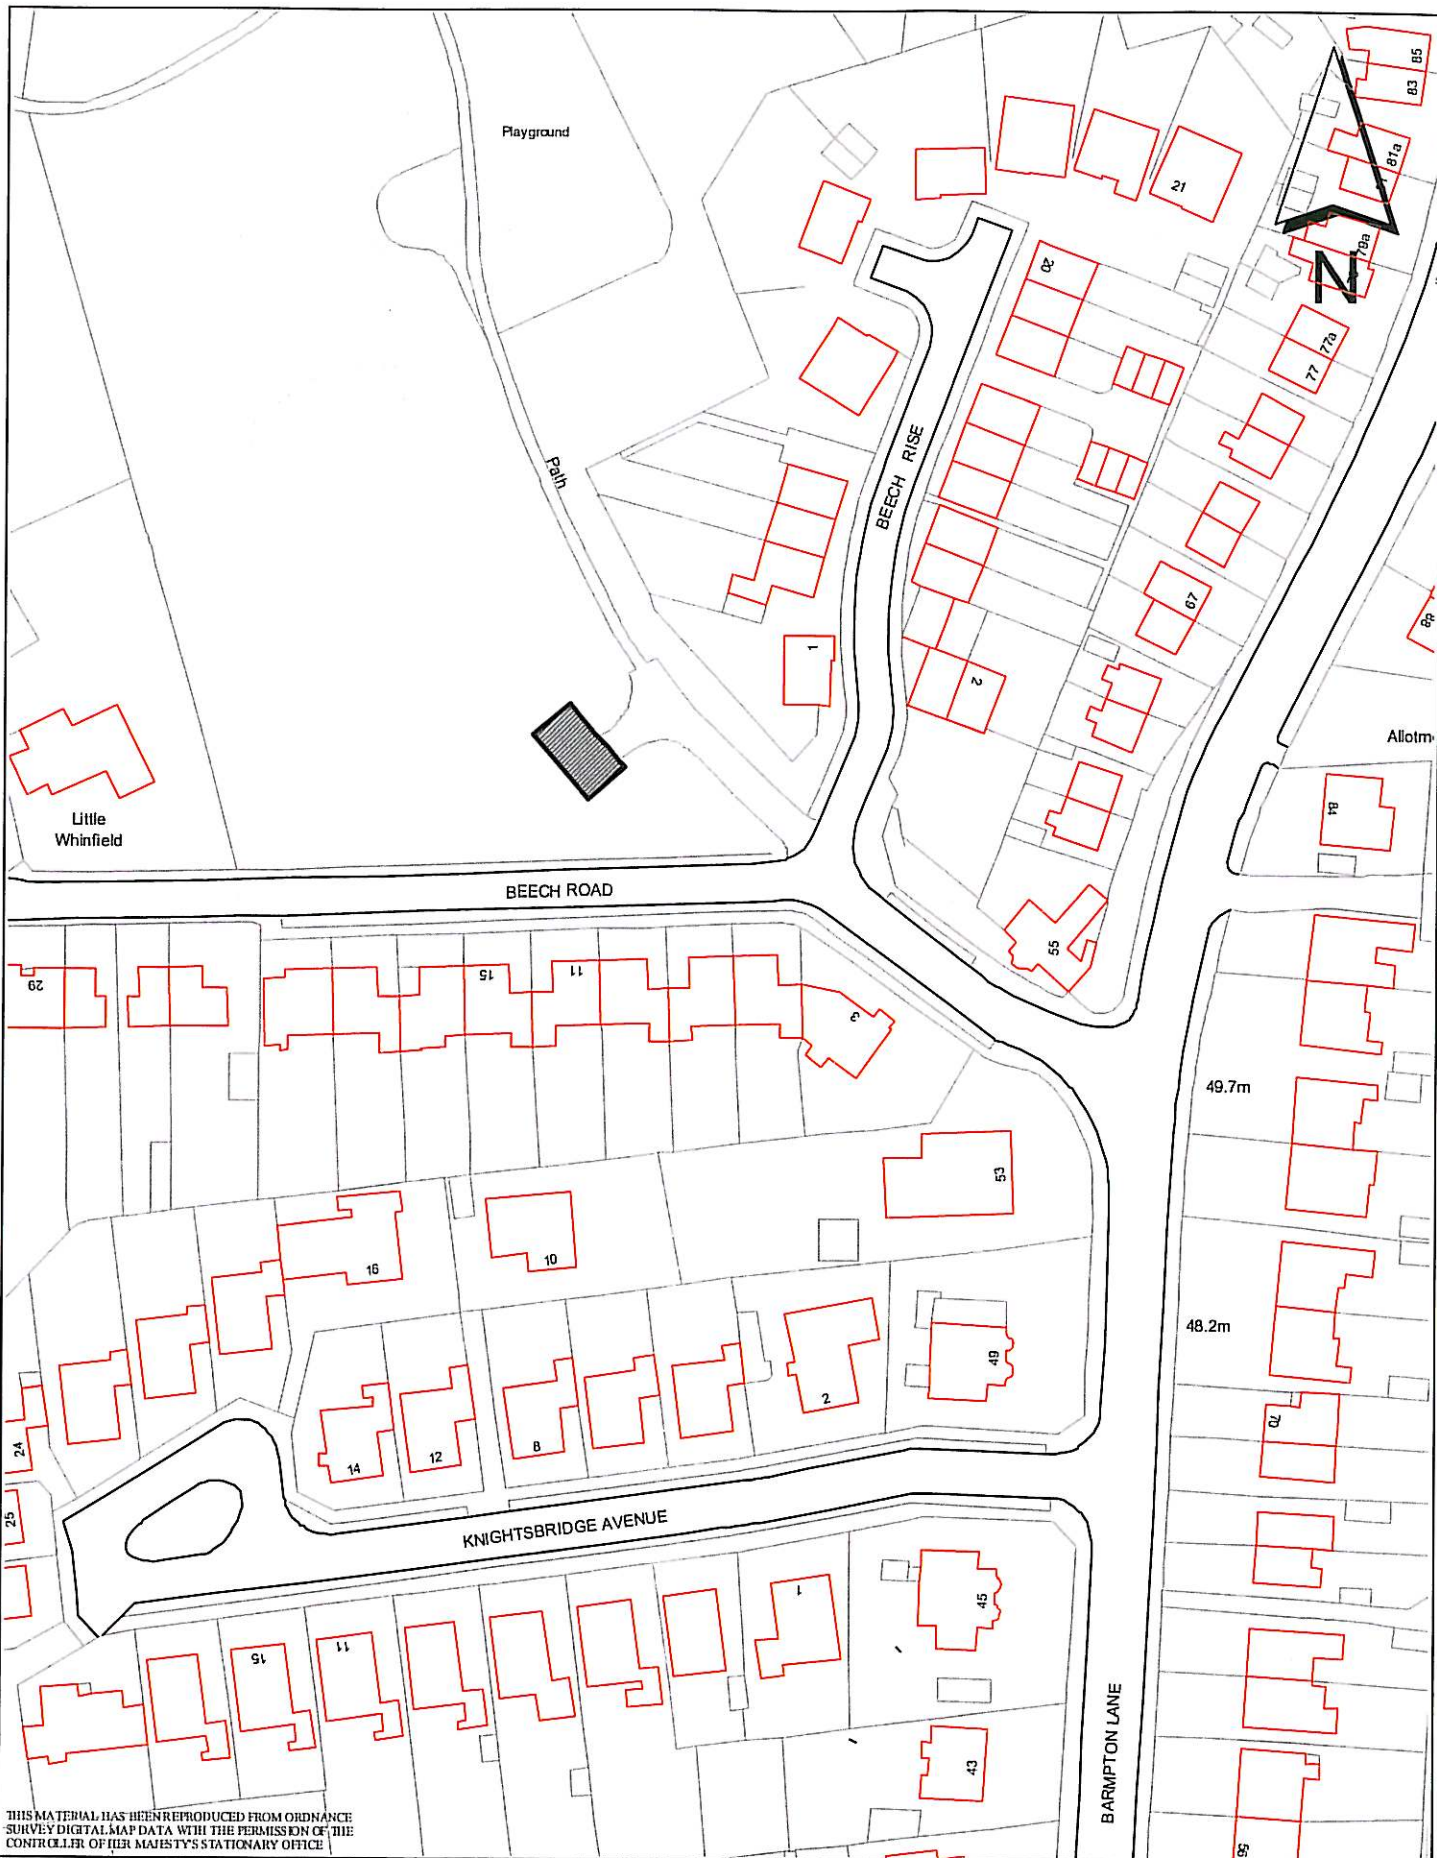 85
83
81a
Playground
21
79a
N
20
77a
77
BEECH RISE
Path
67
88
1
2
Allotm
84
Little
Whinfield
BEECH ROAD
55
29
15
11
3
49.7m
53
16
10
48.2m
49
2
70
24
14
12
8
25
KNIGHTSBRIDGE AVENUE
1
45
11
15
43
BARMPTON LANE
56
THIS MATERIAL HAS BEEN REPRODUCED FROM ORDNANCE
SURVEY DIGITAL MAP DATA WITH THE PERMISSION OF THE
CONTROLLER OF HER MAJESTY'S STATIONARY OFFICE